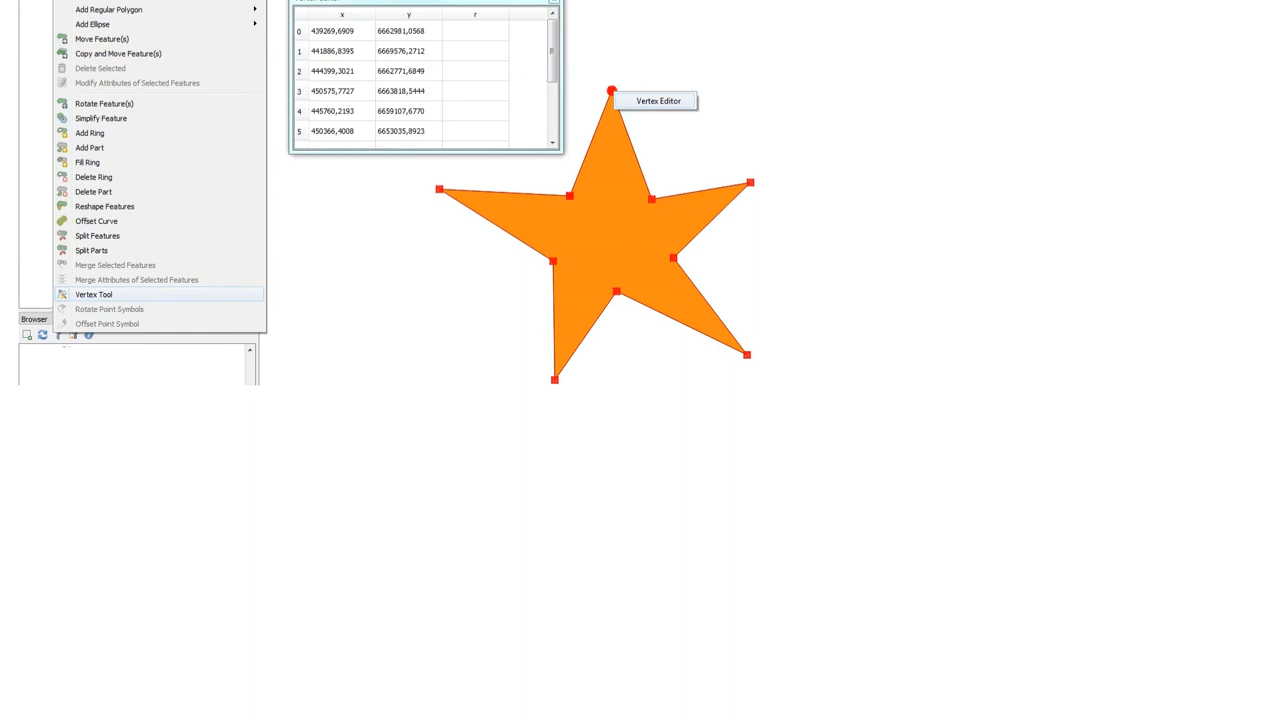 Add Regular Polygon
Add Ellipse
Move Feature(s)
Copy and Move Feature(s)
Delete Selected
Modify Attributes of Selected Features
Rotate Feature(s)
Simplify Feature
Add Ring
Add Part
Fill Ring
Delete Ring
Delete Part
Reshape Features
Offset Curve
Split Features
Split Parts
Merge Selected Features
Merge Attributes of Selected Features
Vertex Tool
Rotate Point Symbols
Offset Point Symbol
Browser
x y r
0 439269,6909 6662981,0568
1 441886,8395 6669576,2712
2 444399,3021 6662771,6849
3 450575,7727 6663818,5444
4 445760,2193 6659107,6770
5 450366,4008 6653035,8923
Vertex Editor